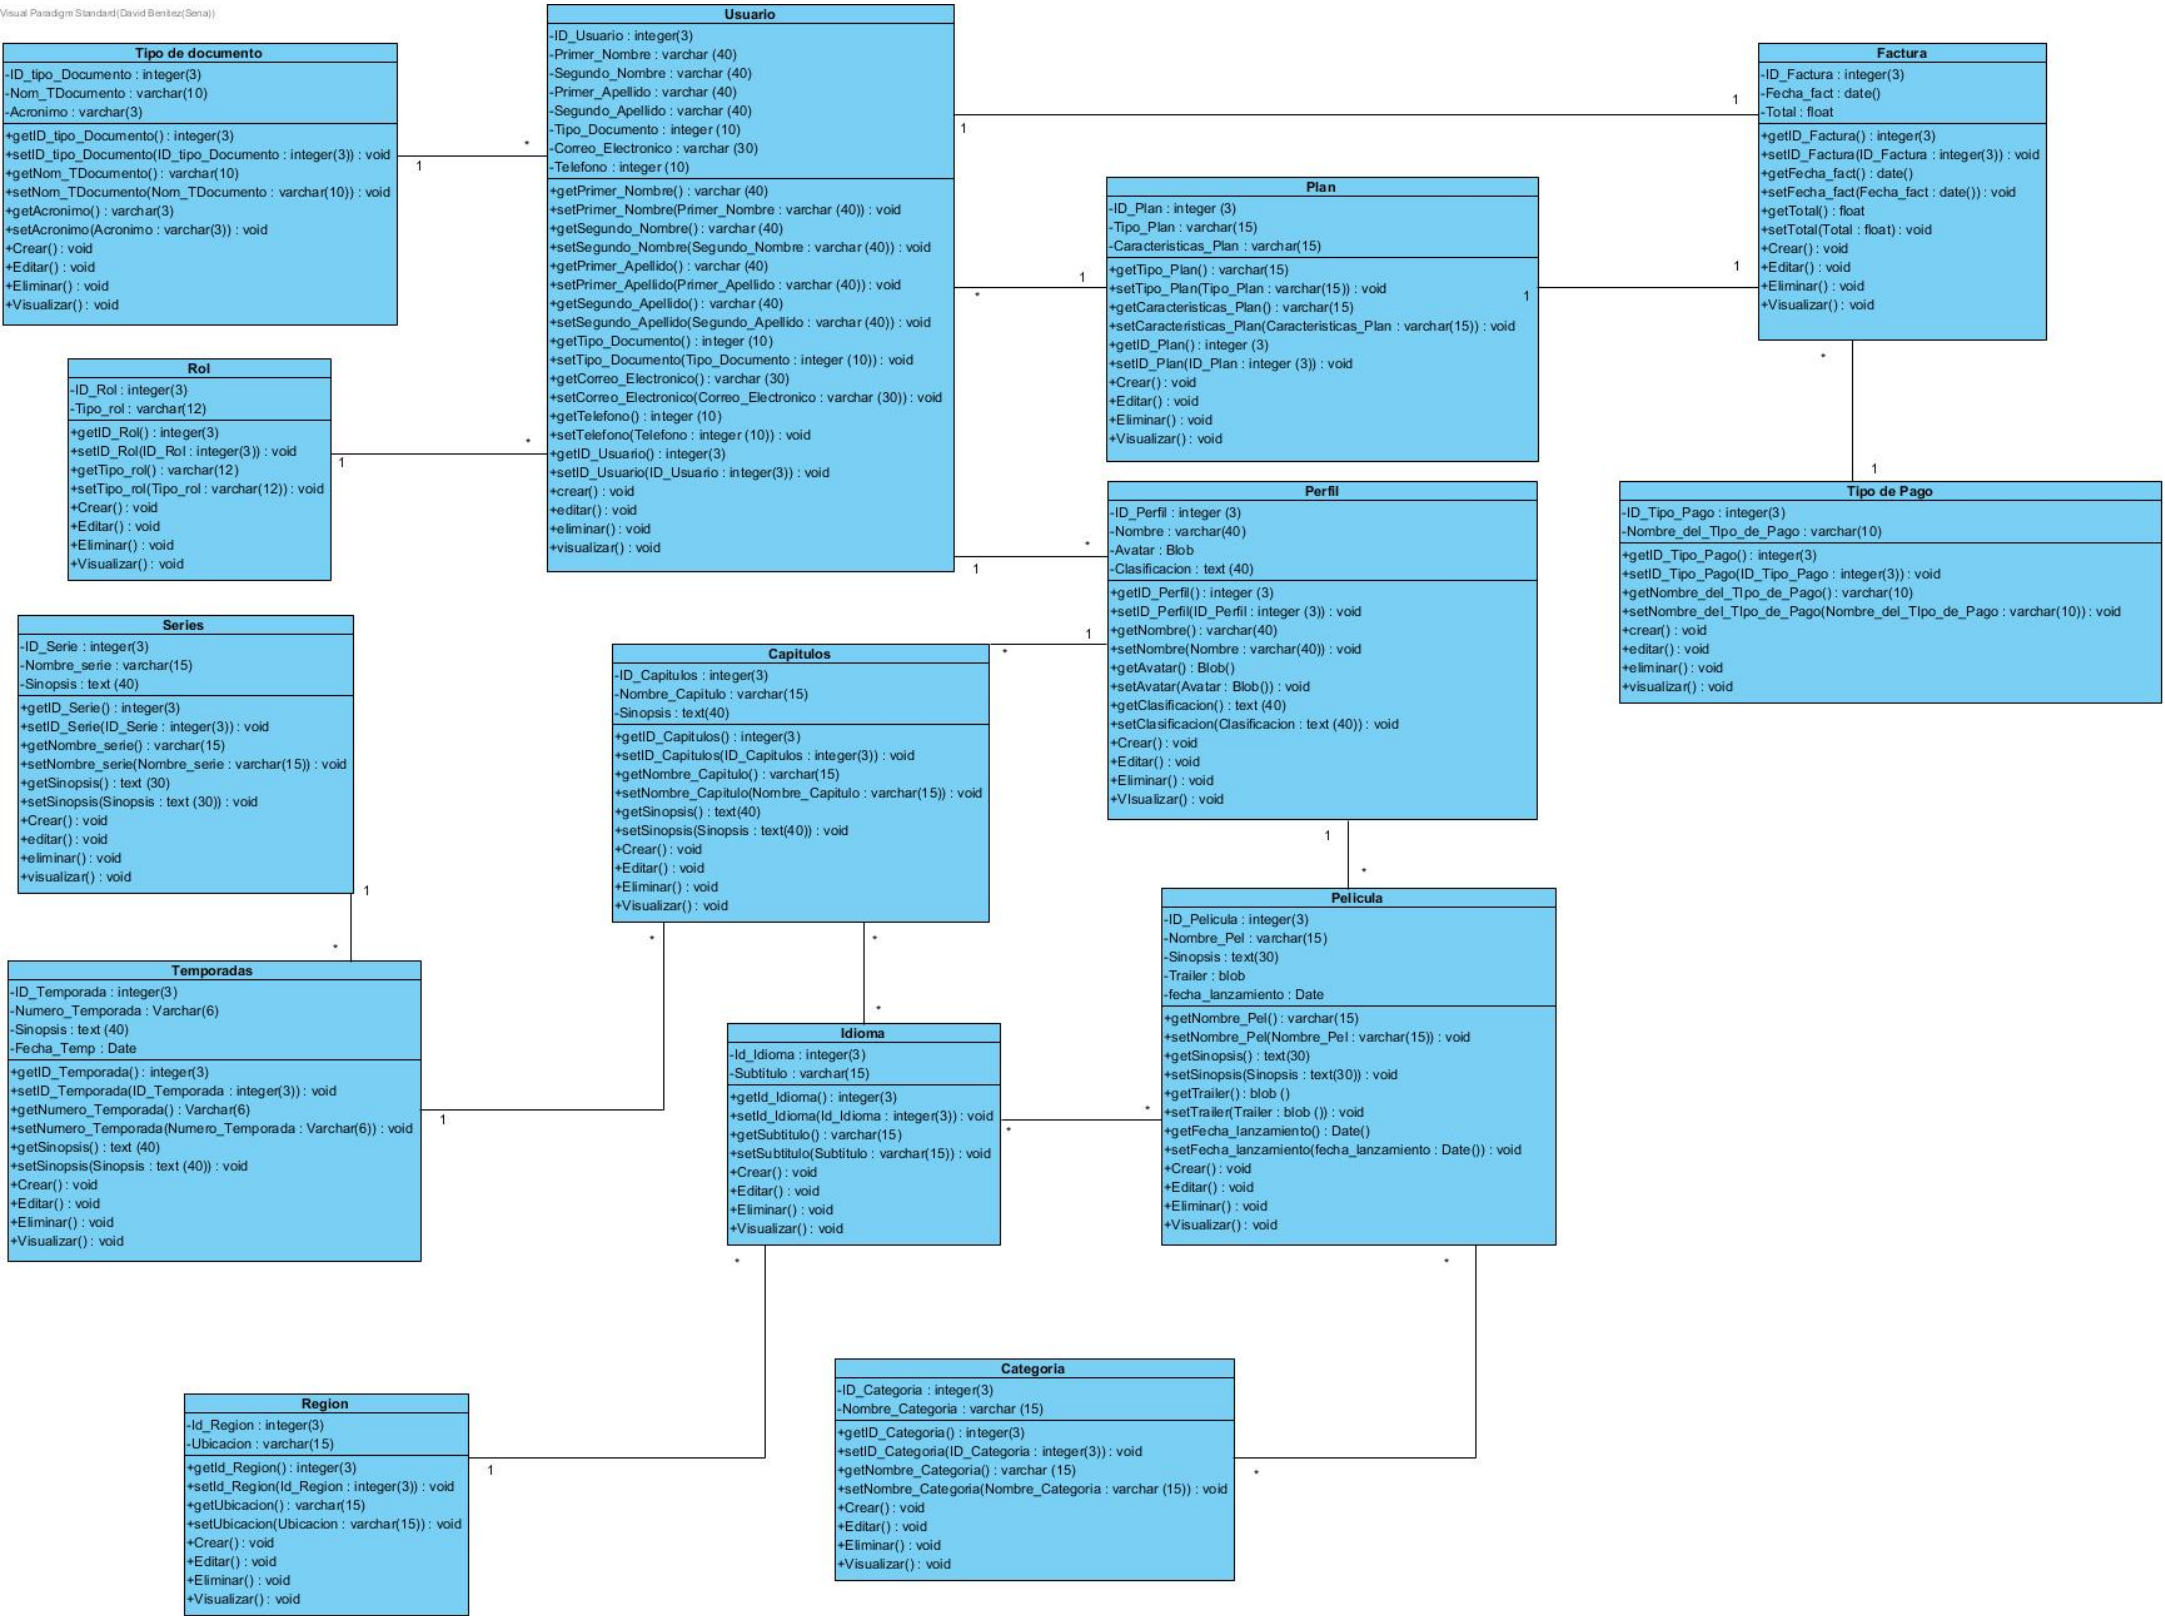 Visual Paradigm Standard(David Benitez(Sena))
Tipo de documento
-ID_tipo_Documento : integer(3)
-Nom_TDocumento : varchar(10)
-Acronimo : varchar(3)
+getID_tipo_Documento() : integer(3)
+setID_tipo_Documento(ID_tipo_Documento : integer(3)) : void
+getNom_TDocumento() : varchar(10)
+setNom_TDocumento(Nom_TDocumento : varchar(10)) : void
+getAcronimo() : varchar(3)
+setAcronimo(Acronimo : varchar(3)) : void
+Crear() : void
+Editar() : void
+Eliminar() : void
+Visualizar() : void
1
*
Usuario
-ID_Usuario : integer(3)
-Primer_Nombre : varchar (40)
-Segundo_Nombre : varchar (40)
-Primer_Apellido : varchar (40)
-Segundo_Apellido : varchar (40)
-Tipo_Documento : integer (10)
-Correo_Electronico : varchar (30)
-Telefono : integer (10)
+getPrimer_Nombre() : varchar (40)
+setPrimer_Nombre(Primer_Nombre : varchar (40)) : void
+getSegundo_Nombre() : varchar (40)
+setSegundo_Nombre(Segundo_Nombre : varchar (40)) : void
+getPrimer_Apellido() : varchar (40)
+setPrimer_Apellido(Primer_Apellido : varchar (40)) : void
+getSegundo_Apellido() : varchar (40)
+setSegundo_Apellido(Segundo_Apellido : varchar (40)) : void
+getTipo_Documento() : integer (10)
+setTipo_Documento(Tipo_Documento : integer (10)) : void
+getCorreo_Electronico() : varchar (30)
+setCorreo_Electronico(Correo_Electronico : varchar (30)) : void
+getTelefono() : integer (10)
+setTelefono(Telefono : integer (10)) : void
+getID_Usuario() : integer(3)
+setID_Usuario(ID_Usuario : integer(3)) : void
+crear() : void
+editar() : void
+eliminar() : void
+visualizar() : void
1
1
Factura
-ID_Factura : integer(3)
-Fecha_fact : date()
-Total : float
+getID_Factura() : integer(3)
+setID_Factura(ID_Factura : integer(3)) : void
+getFecha_fact() : date()
+setFecha_fact(Fecha_fact : date()) : void
+getTotal() : float
+setTotal(Total : float) : void
+Crear() : void
+Editar() : void
+Eliminar() : void
+Visualizar() : void
*
1
Plan
-ID_Plan : integer (3)
-Tipo_Plan : varchar(15)
-Caracteristicas_Plan : varchar(15)
+getTipo_Plan() : varchar(15)
+setTipo_Plan(Tipo_Plan : varchar(15)) : void
+getCaracteristicas_Plan() : varchar(15)
+setCaracteristicas_Plan(Caracteristicas_Plan : varchar(15)) : void
+getID_Plan() : integer (3)
+setID_Plan(ID_Plan : integer (3)) : void
+Crear() : void
+Editar() : void
+Eliminar() : void
+Visualizar() : void
1
1
Rol
-ID_Rol : integer(3)
-Tipo_rol : varchar(12)
+getID_Rol() : integer(3)
+setID_Rol(ID_Rol : integer(3)) : void
+getTipo_rol() : varchar(12)
+setTipo_rol(Tipo_rol : varchar(12)) : void
+Crear() : void
+Editar() : void
+Eliminar() : void
+Visualizar() : void
1
*
*
1
Tipo de Pago
-ID_Tipo_Pago : integer(3)
-Nombre_del_TIpo_de_Pago : varchar(10)
+getID_Tipo_Pago() : integer(3)
+setID_Tipo_Pago(ID_Tipo_Pago : integer(3)) : void
+getNombre_del_TIpo_de_Pago() : varchar(10)
+setNombre_del_TIpo_de_Pago(Nombre_del_TIpo_de_Pago : varchar(10)) : void
+crear() : void
+editar() : void
+eliminar() : void
+visualizar() : void
1
*
Perfil
-ID_Perfil : integer (3)
-Nombre : varchar(40)
-Avatar : Blob
-Clasificacion : text (40)
+getID_Perfil() : integer (3)
+setID_Perfil(ID_Perfil : integer (3)) : void
+getNombre() : varchar(40)
+setNombre(Nombre : varchar(40)) : void
+getAvatar() : Blob()
+setAvatar(Avatar : Blob()) : void
+getClasificacion() : text (40)
+setClasificacion(Clasificacion : text (40)) : void
+Crear() : void
+Editar() : void
+Eliminar() : void
+VIsualizar() : void
Series
-ID_Serie : integer(3)
-Nombre_serie : varchar(15)
-Sinopsis : text (40)
+getID_Serie() : integer(3)
+setID_Serie(ID_Serie : integer(3)) : void
+getNombre_serie() : varchar(15)
+setNombre_serie(Nombre_serie : varchar(15)) : void
+getSinopsis() : text (30)
+setSinopsis(Sinopsis : text (30)) : void
+Crear() : void
+editar() : void
+eliminar() : void
+visualizar() : void
1
*
Capitulos
-ID_Capitulos : integer(3)
-Nombre_Capitulo : varchar(15)
-Sinopsis : text(40)
+getID_Capitulos() : integer(3)
+setID_Capitulos(ID_Capitulos : integer(3)) : void
+getNombre_Capitulo() : varchar(15)
+setNombre_Capitulo(Nombre_Capitulo : varchar(15)) : void
+getSinopsis() : text(40)
+setSinopsis(Sinopsis : text(40)) : void
+Crear() : void
+Editar() : void
+Eliminar() : void
+Visualizar() : void
*
1
*
*
*
1
*
Pelicula
-ID_Pelicula : integer(3)
-Nombre_Pel : varchar(15)
-Sinopsis : text(30)
-Trailer : blob
-fecha_lanzamiento : Date
+getNombre_Pel() : varchar(15)
+setNombre_Pel(Nombre_Pel : varchar(15)) : void
+getSinopsis() : text(30)
+setSinopsis(Sinopsis : text(30)) : void
+getTrailer() : blob ()
+setTrailer(Trailer : blob ()) : void
+getFecha_lanzamiento() : Date()
+setFecha_lanzamiento(fecha_lanzamiento : Date()) : void
+Crear() : void
+Editar() : void
+Eliminar() : void
+Visualizar() : void
Temporadas
-ID_Temporada : integer(3)
-Numero_Temporada : Varchar(6)
-Sinopsis : text (40)
-Fecha_Temp : Date
+getID_Temporada() : integer(3)
+setID_Temporada(ID_Temporada : integer(3)) : void
+getNumero_Temporada() : Varchar(6)
+setNumero_Temporada(Numero_Temporada : Varchar(6)) : void
+getSinopsis() : text (40)
+setSinopsis(Sinopsis : text (40)) : void
+Crear() : void
+Editar() : void
+Eliminar() : void
+Visualizar() : void
1
Idioma
-Id_Idioma : integer(3)
-Subtitulo : varchar(15)
+getId_Idioma() : integer(3)
+setId_Idioma(Id_Idioma : integer(3)) : void
+getSubtitulo() : varchar(15)
+setSubtitulo(Subtitulo : varchar(15)) : void
+Crear() : void
+Editar() : void
+Eliminar() : void
+Visualizar() : void
*
*
*
*
Region
-Id_Region : integer(3)
-Ubicacion : varchar(15)
+getId_Region() : integer(3)
+setId_Region(Id_Region : integer(3)) : void
+getUbicacion() : varchar(15)
+setUbicacion(Ubicacion : varchar(15)) : void
+Crear() : void
+Editar() : void
+Eliminar() : void
+Visualizar() : void
1
Categoria
-ID_Categoria : integer(3)
-Nombre_Categoria : varchar (15)
+getID_Categoria() : integer(3)
+setID_Categoria(ID_Categoria : integer(3)) : void
+getNombre_Categoria() : varchar (15)
+setNombre_Categoria(Nombre_Categoria : varchar (15)) : void
+Crear() : void
+Editar() : void
+Eliminar() : void
+Visualizar() : void
*